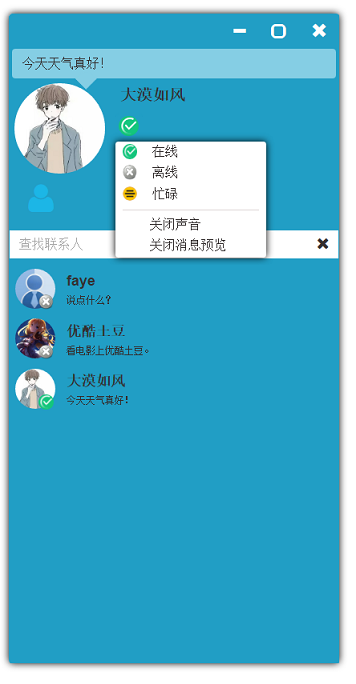 今天天气真好!
大漠如风
在线
离线
忙碌
关闭声音
关闭消息预览
查找联系人
faye
说点什么?
优酷土豆
看电影上优酷土豆。
大漠如风
今天天气真好!